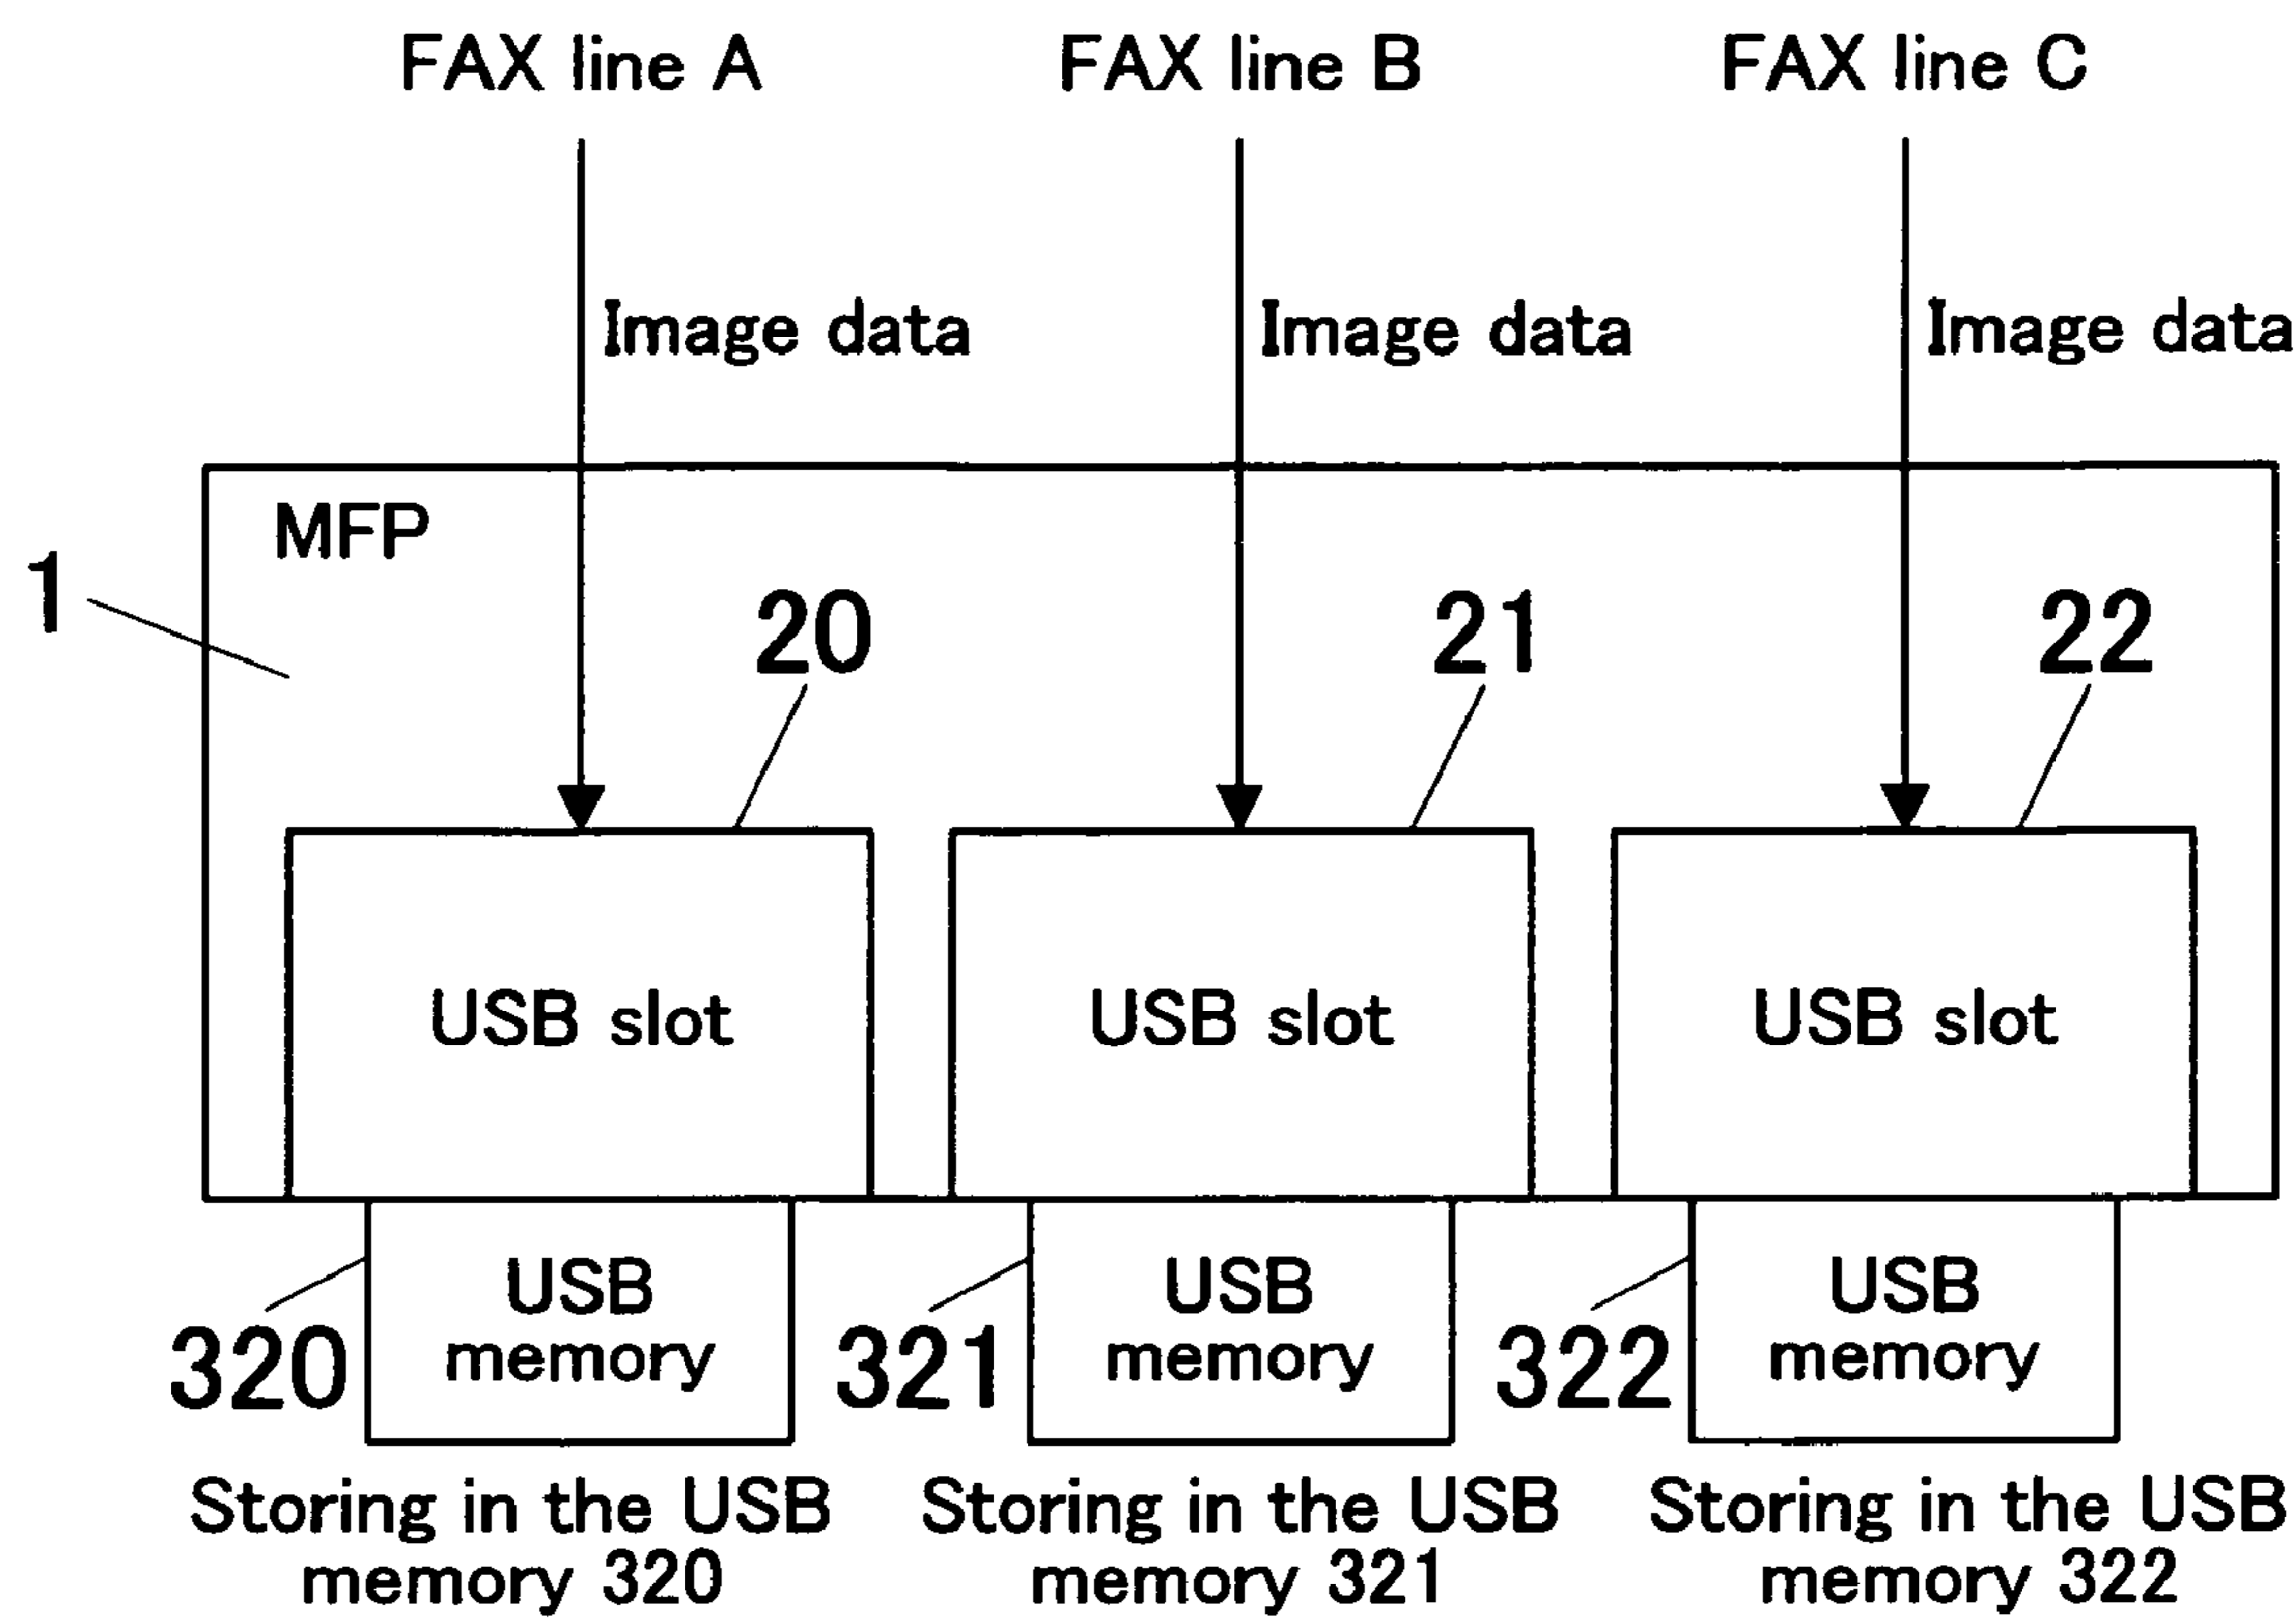 FAX line A FAX line B FAX line C
Image data Image data Image data
MFP
1
20 21 22
USB slot USB slot USB slot
USB
memory
USB
memory
USB
memory
320 321 322
Storing in the USB
memory 320
Storing in the USB
memory 321
Storing in the USB
memory 322